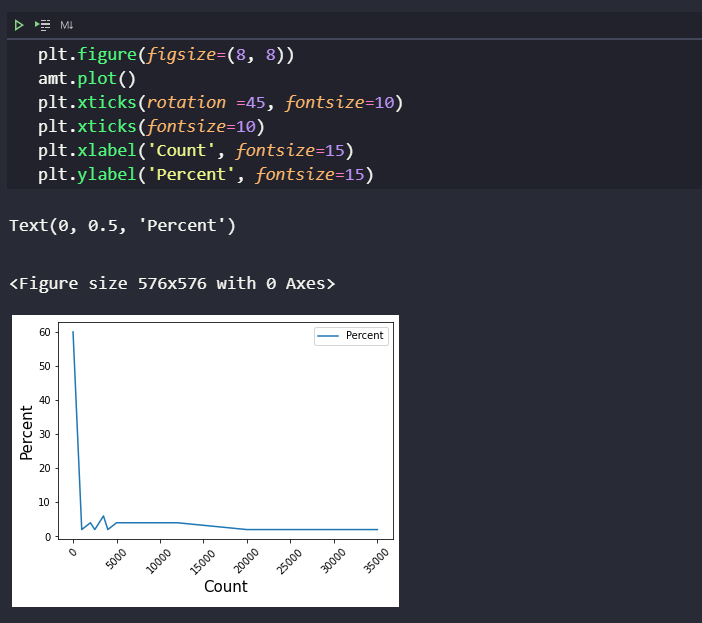 M↓
plt.figure(figsize=(8, 8))
amt.plot()
plt.xticks(rotation =45, fontsize=10)
plt.xticks(fontsize=10)
plt.xlabel('Count', fontsize=15)
plt.ylabel('Percent', fontsize=15)
Text(0, 0.5, 'Percent')
<Figure size 576x576 with 0 Axes>
Percent
60
50
40
30
20
10
0
Percent
0 5000 10000 15000 20000 25000 30000 35000
Count